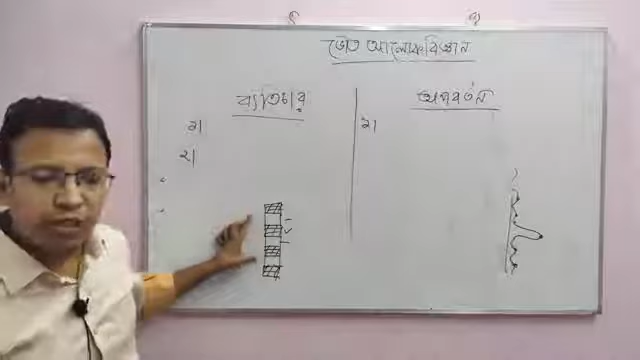 ভৌত আলোকবিজ্ঞান
ব্যতিচার
১।
২।
অপবর্তন
১।